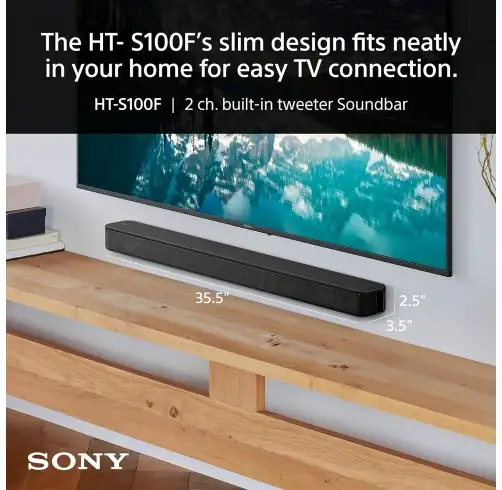 The HT- S100F’s slim design fits neatly
in your home for easy TV connection.
HT-S100F | 2 ch. built-in tweeter Soundbar
35.5"
2.5"
3.5"
SONY